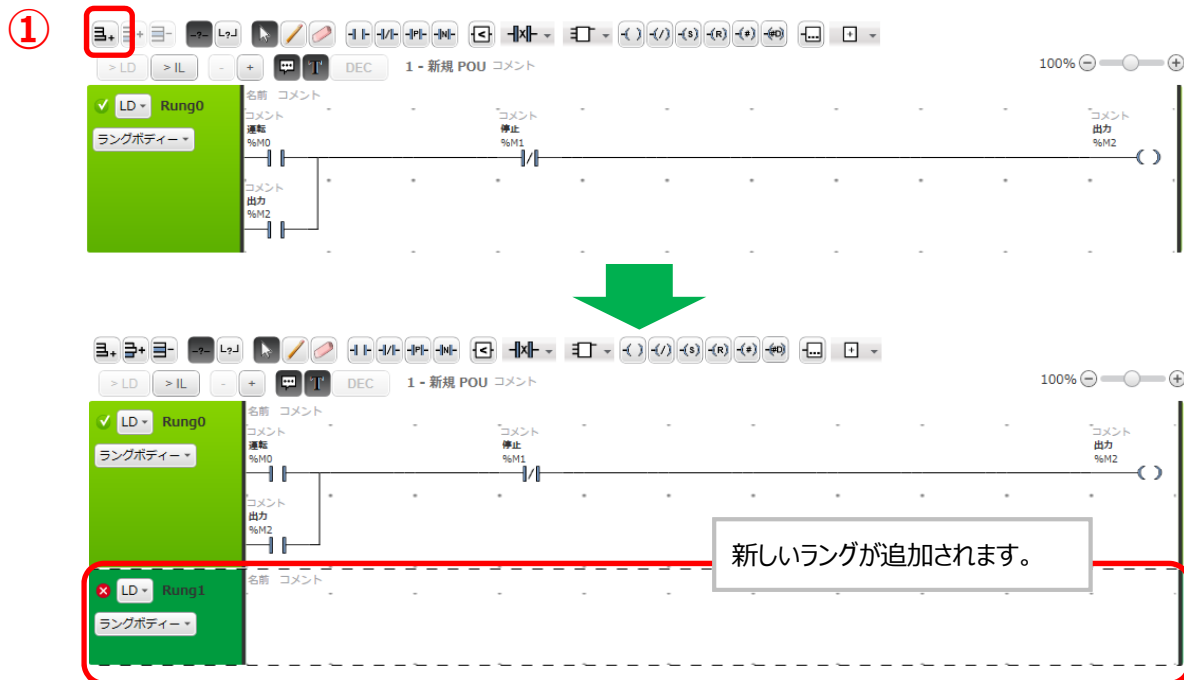 ①
> LD > IL - + T DEC 1 - 新規 POU コメント 100%
LD Rung0
ラングボディー
名前 コメント
コメント
運転
%M0
コメント
停止
%M1
コメント
出力
%M2
コメント
出力
%M2
> LD > IL - + T DEC 1 - 新規 POU コメント 100%
LD Rung0
ラングボディー
名前 コメント
コメント
運転
%M0
コメント
停止
%M1
コメント
出力
%M2
コメント
出力
%M2
新しいラングが追加されます。
LD Rung1
ラングボディー
名前 コメント